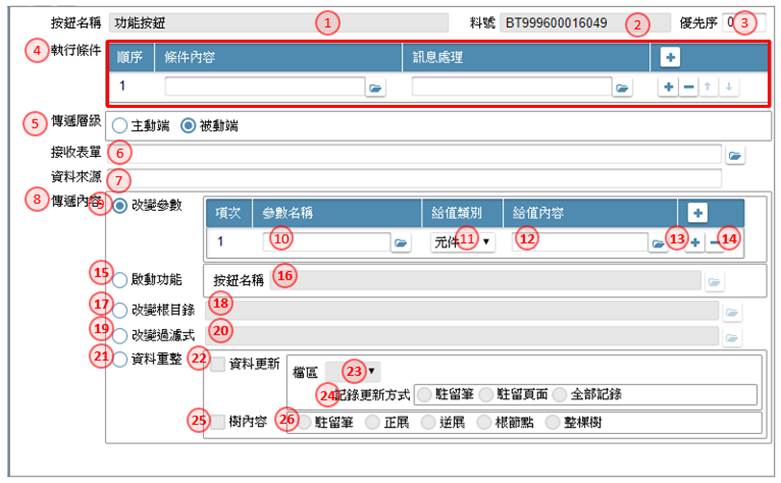 按鈕名稱 功能按鈕 1 料號 BT999600016049 2 優先序 0 3
4 執行條件 順序 條件內容 訊息處理
1
5 傳遞層級 主動端 被動端
接收表單 6
資料來源 7
8 傳遞內容 9 改變參數 項次 參數名稱 給值類別 給值內容
1 10 元件 11 12 13 14
15 啟動功能 按鈕名稱 16
17 改變根目錄 18
19 改變過濾式 20
21 資料重整 22 資料更新 檔區 23
24 記錄更新方式 駐留筆 駐留頁面 全部記錄
25 樹內容 26 駐留筆 正展 逆展 根節點 整棵樹